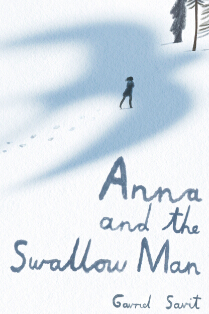 Anna
and the
Swallow Man
Gavriel Savit